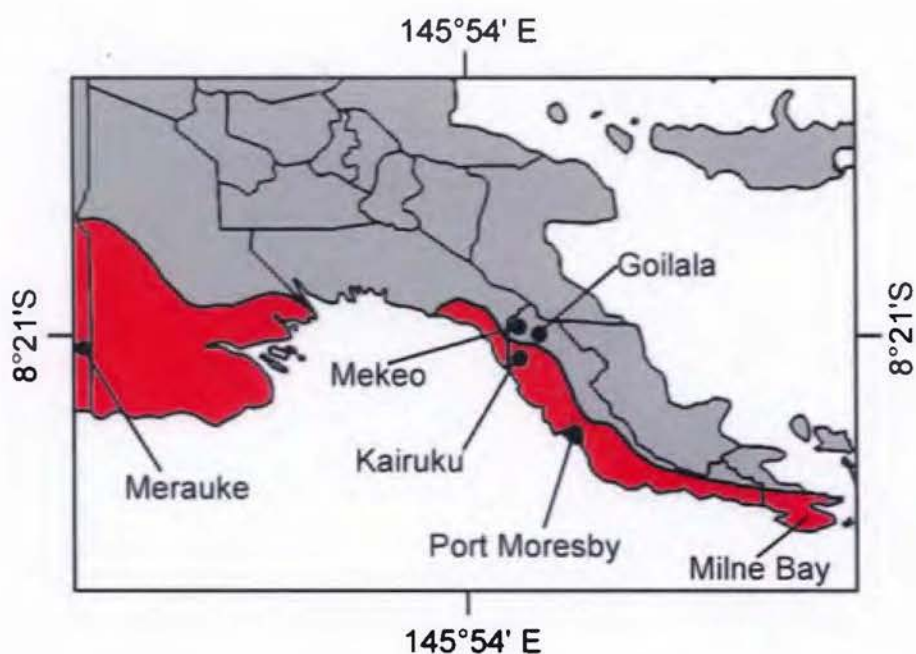 145°54' E
Goilala
8°21'S
8°21'S
Mekeo
Kairuku
Merauke
Port Moresby
Milne Bay
145°54' E